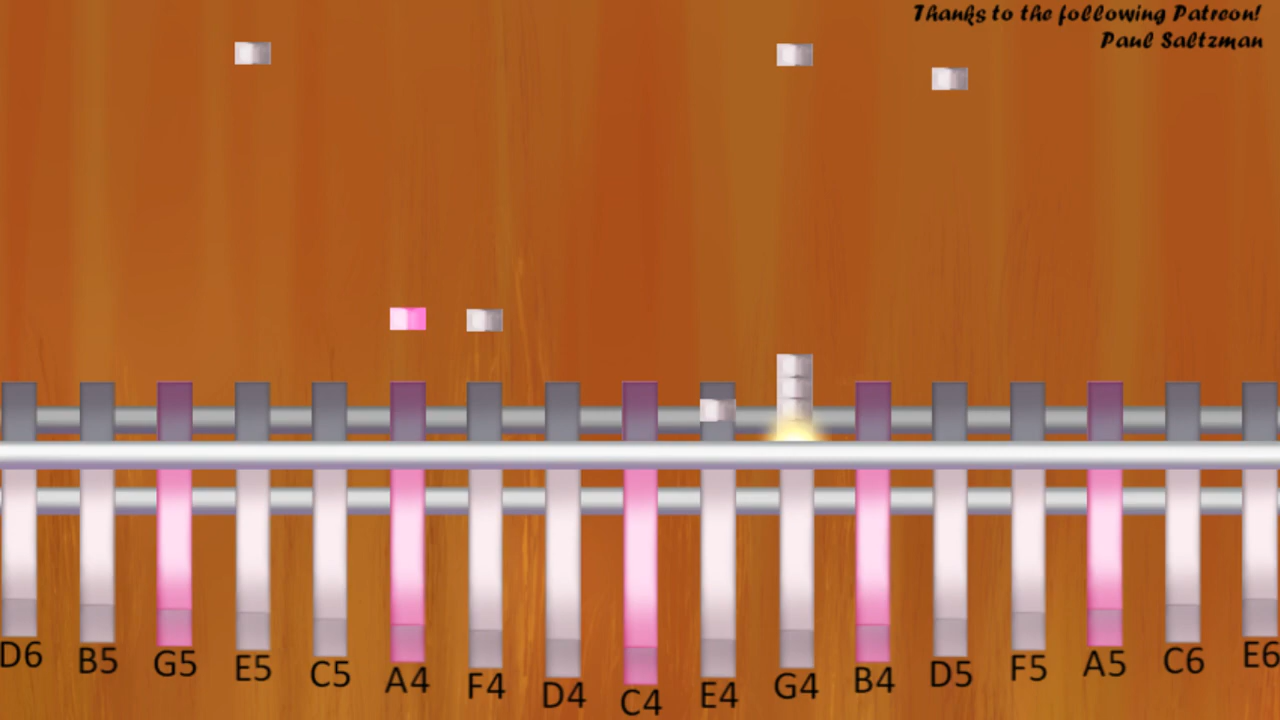 Thanks to the following Patreon!
Paul Saltzman
D6 B5 G5 E5 C5 A4 F4 D4 C4 E4 G4 B4 D5 F5 A5 C6 E6